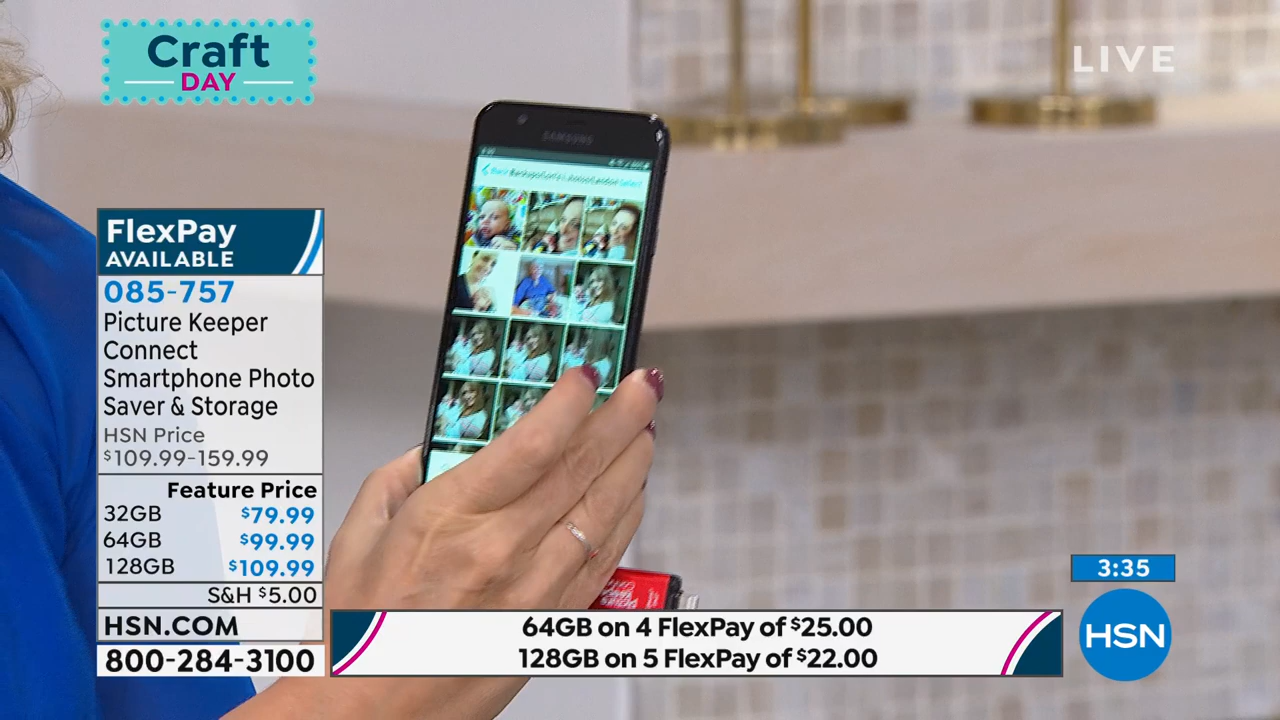 Craft
DAY
LIVE
SAMSUNG
FlexPay
AVAILABLE
085-757
Picture Keeper
Connect
Smartphone Photo
Saver & Storage
HSN Price
$109.99-159.99
Feature Price
32GB $79.99
64GB $99.99
128GB $109.99
S&H $5.00
HSN.COM
800-284-3100
64GB on 4 FlexPay of $25.00
128GB on 5 FlexPay of $22.00
3:35
HSN